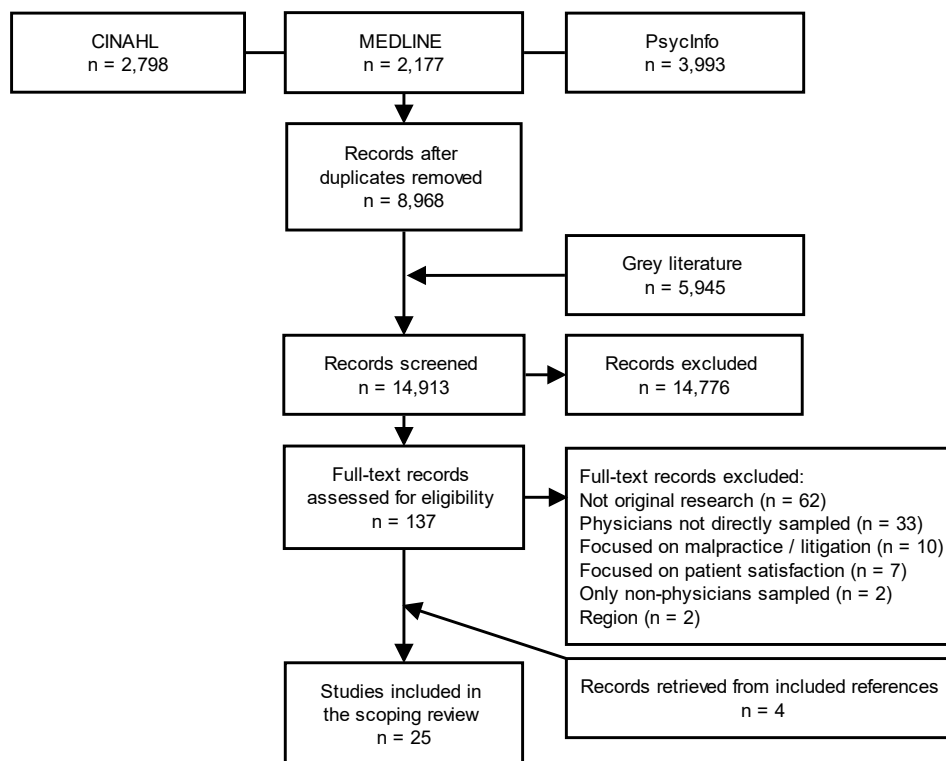 CINAHL
n = 2,798
MEDLINE
n = 2,177
PsycInfo
n = 3,993
Records after
duplicates removed
n = 8,968
Grey literature
n = 5,945
Records screened
n = 14,913
Records excluded
n = 14,776
Full-text records
assessed for eligibility
n = 137
Full-text records excluded:
Not original research (n = 62)
Physicians not directly sampled (n = 33)
Focused on malpractice / litigation (n = 10)
Focused on patient satisfaction (n = 7)
Only non-physicians sampled (n = 2)
Region (n = 2)
Records retrieved from included references
n = 4
Studies included in
the scoping review
n = 25